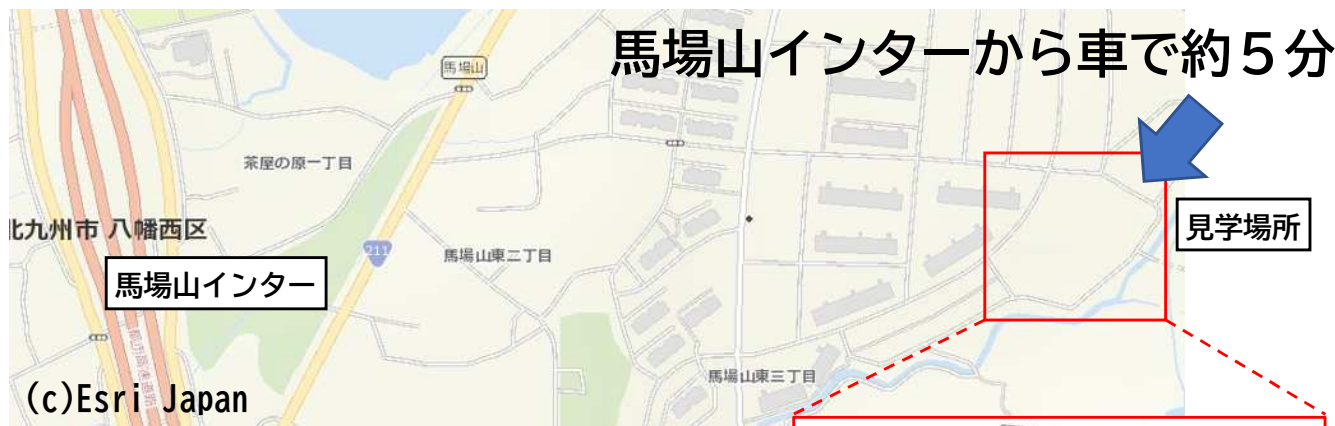 馬場山インターから車で約５分
馬場山
茶屋の原一丁目
北九州市 八幡西区
211
馬場山東二丁目
見学場所
馬場山インター
馬場山東三丁目
(c)Esri Japan